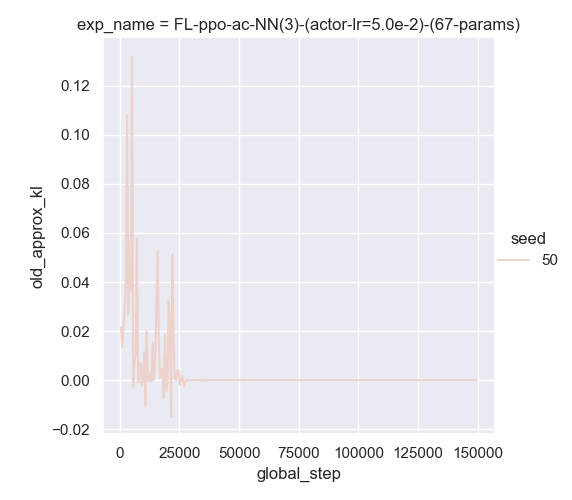 exp_name = FL-ppo-ac-NN(3)-(actor-lr=5.0e-2)-(67-params)
0.12
0.10
0.08
0.06
0.04
0.02
0.00
−0.02
old_approx_kl
seed
50
0 25000 50000 75000 100000 125000 150000
global_step